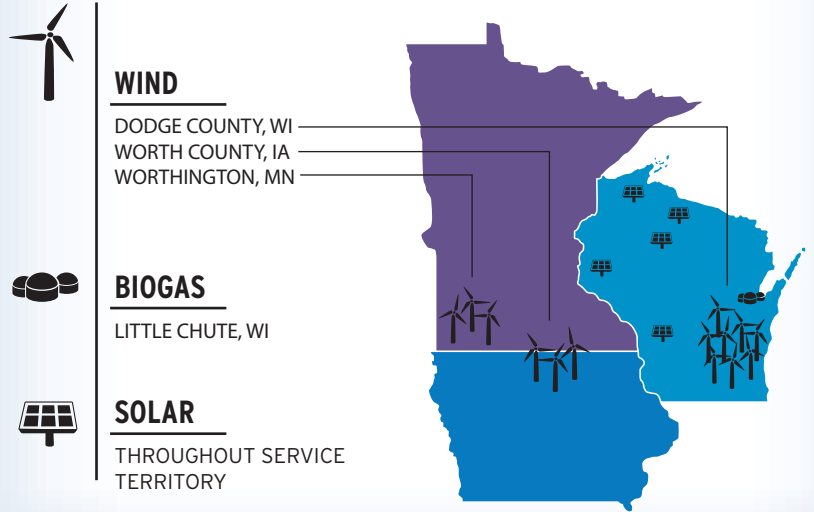 WIND
DODGE COUNTY, WI
WORTH COUNTY, IA
WORTHINGTON, MN
BIOGAS
LITTLE CHUTE, WI
SOLAR
THROUGHOUT SERVICE
TERRITORY